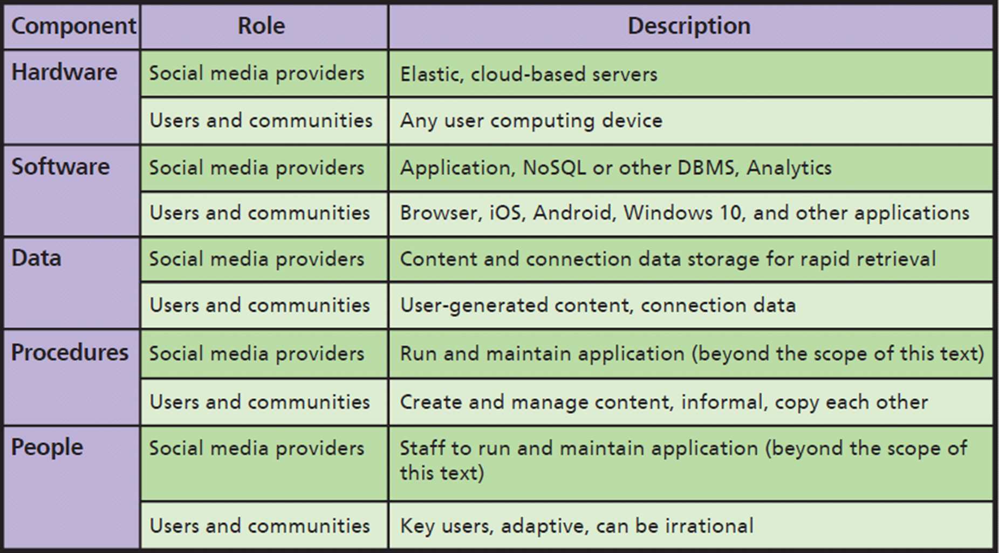 Component Role Description
Hardware Social media providers Elastic, cloud-based servers
Users and communities Any user computing device
Software Social media providers Application, NoSQL or other DBMS, Analytics
Users and communities Browser, iOS, Android, Windows 10, and other applications
Data Social media providers Content and connection data storage for rapid retrieval
Users and communities User-generated content, connection data
Procedures Social media providers Run and maintain application (beyond the scope of this text)
Users and communities Create and manage content, informal, copy each other
People Social media providers Staff to run and maintain application (beyond the scope of
this text)
Users and communities Key users, adaptive, can be irrational